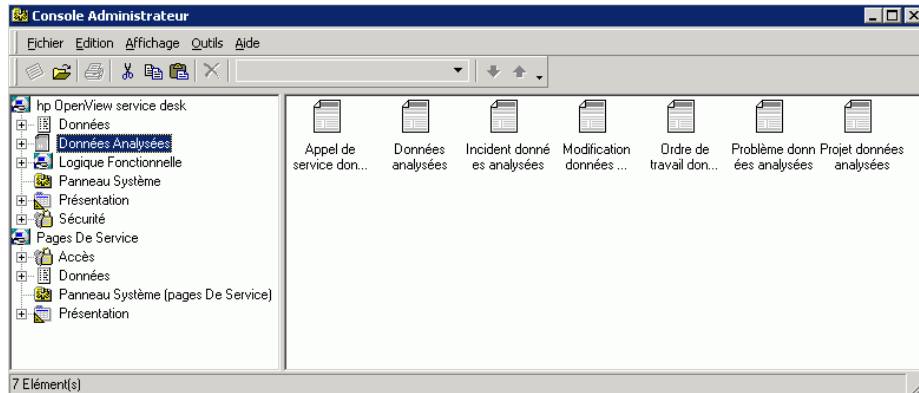 Console Administrateur
Fichier Edition Affichage Outils Aide
hp OpenView service desk
Données
Données Analysées
Logique Fonctionnelle
Panneau Système
Présentation
Sécurité
Pages De Service
Accès
Données
Panneau Système (pages De Service)
Présentation
Appel de
service don...
Données
analysées
Incident donné
es analysées
Modification
données ...
Ordre de
travail don...
Problème donn
ées analysées
Projet données
analysées
7 Elément(s)